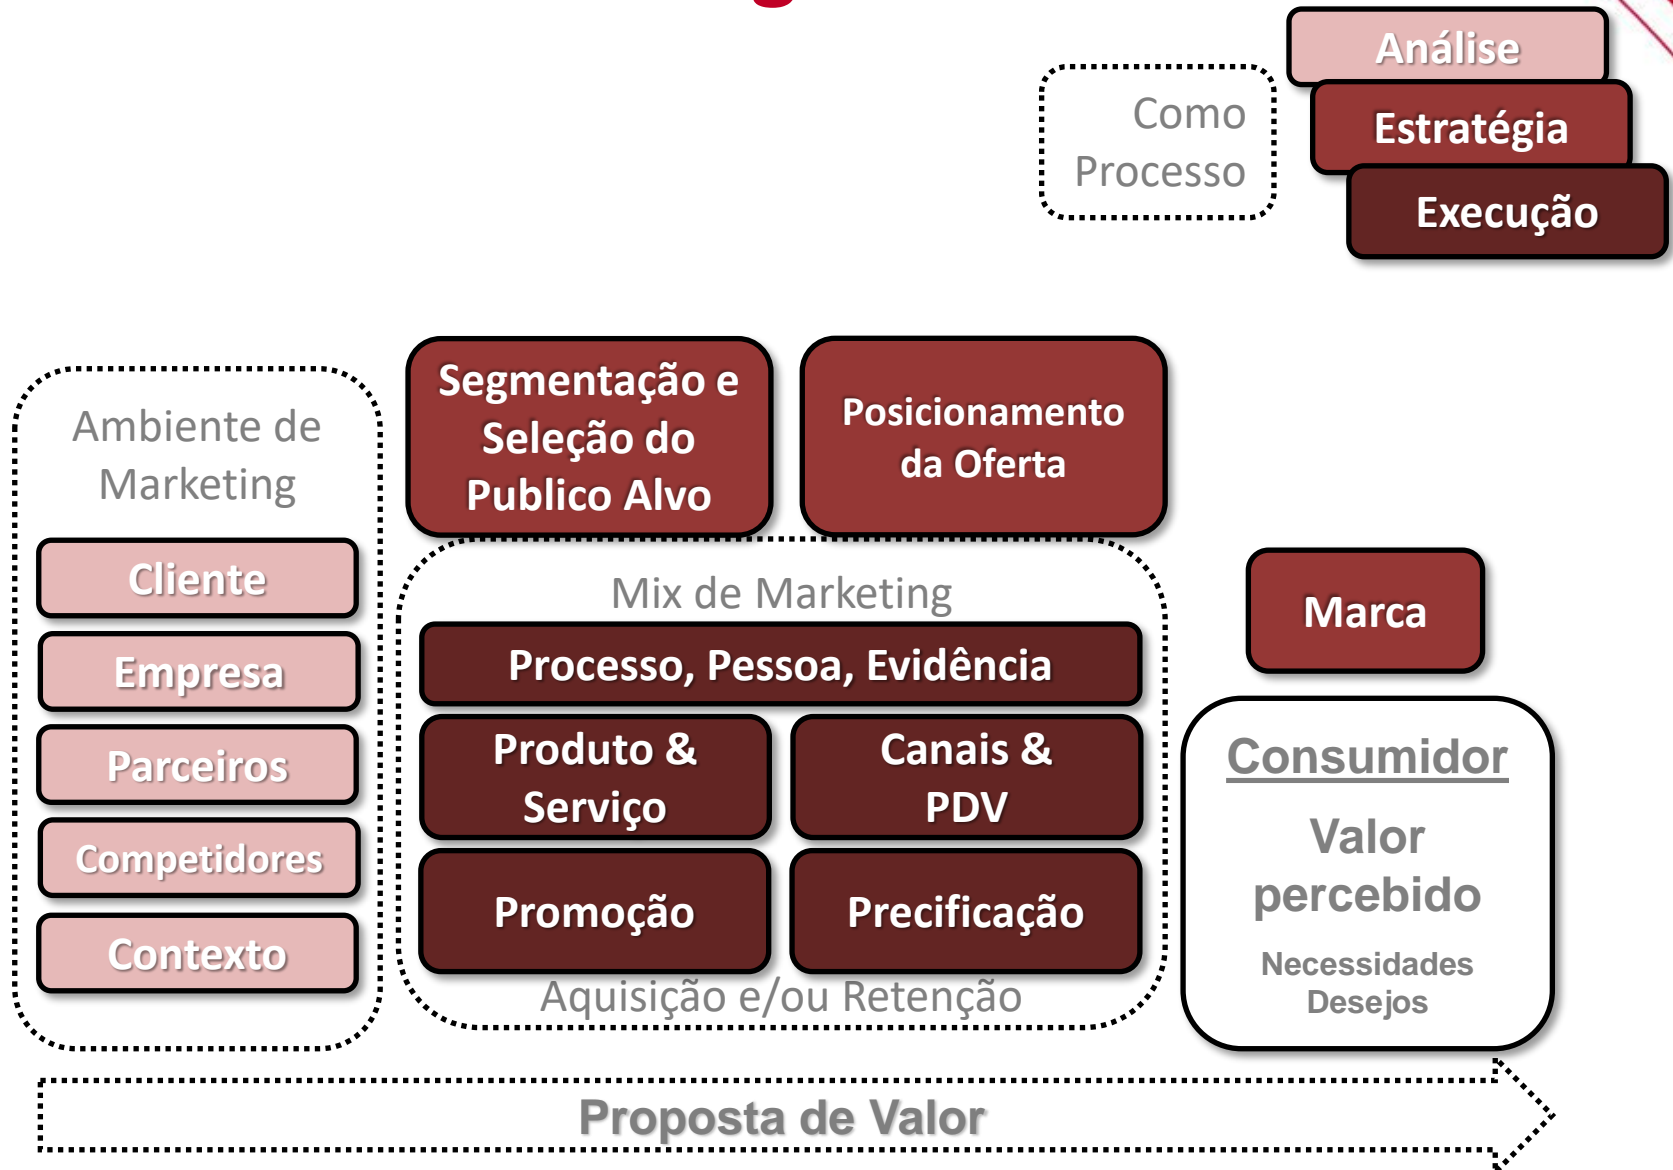 Análise
Como
Processo
Estratégia
Execução
Ambiente de
Marketing
Cliente
Empresa
Parceiros
Competidores
Contexto
Segmentação e
Seleção do
Publico Alvo
Posicionamento
da Oferta
Mix de Marketing
Processo, Pessoa, Evidência
Produto &
Serviço
Canais &
PDV
Promoção
Precificação
Aquisição e/ou Retenção
Marca
Consumidor
Valor
percebido
Necessidades
Desejos
Proposta de Valor